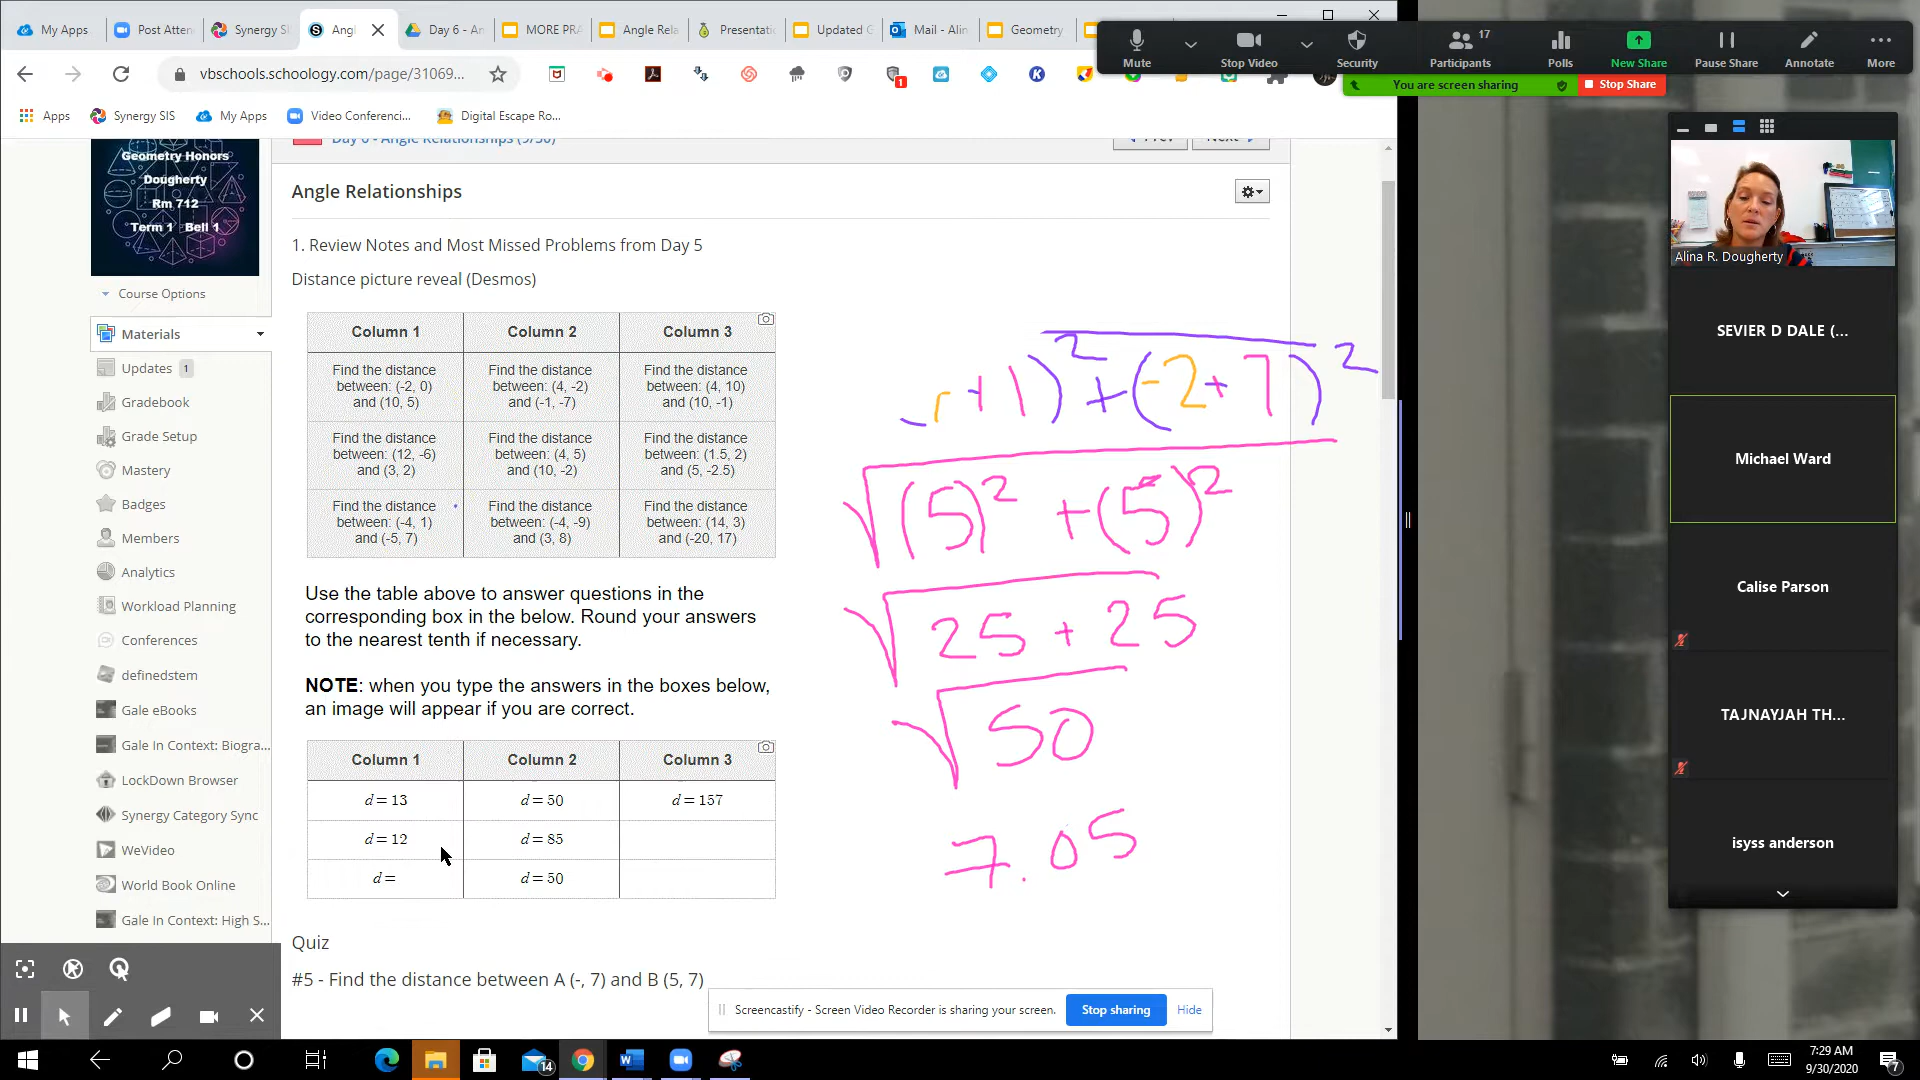 My Apps
Post Atten
Synergy SI
Angl
Day 6 - An
MORE PRA
Angle Rela
Presentatio
Updated G
Mail - Alin
Geometry
vbschools.schoology.com/page/31069...
Apps
Synergy SIS
My Apps
Video Conferenci...
Digital Escape Ro...
Mute
Stop Video
Security
17
Participants
Polls
New Share
Pause Share
Annotate
More
You are screen sharing
Stop Share
Geometry Honors
Dougherty
Rm 712
Term 1 Bell 1
Course Options
Materials
Updates 1
Gradebook
Grade Setup
Mastery
Badges
Conferences
Members
Analytics
Workload Planning
Conferences
definedstem
Gale eBooks
Gale In Context: Biogra...
LockDown Browser
Synergy Category Sync
WeVideo
World Book Online
Gale In Context: High S...
Day 6 - Angle Relationships (9/30)
Prev
Next
Angle Relationships
1. Review Notes and Most Missed Problems from Day 5
Distance picture reveal (Desmos)
Column 1 Column 2 Column 3
Find the distance between: (-2, 0) and (10, 5)
Find the distance between: (4, -2) and (-1, -7)
Find the distance between: (4, 10) and (10, -1)
Find the distance between: (12, -6) and (3, 2)
Find the distance between: (4, 5) and (10, -2)
Find the distance between: (1.5, 2) and (5, -2.5)
Find the distance between: (-4, 1) and (-5, 7)
Find the distance between: (-4, -9) and (3, 8)
Find the distance between: (14, 3) and (-20, 17)
Use the table above to answer questions in the
corresponding box in the below. Round your answers
to the nearest tenth if necessary.
NOTE: when you type the answers in the boxes below,
an image will appear if you are correct.
Column 1 Column 2 Column 3
d = 13 d = 50 d = 157
d = 12 d = 85
d = d = 50
Quiz
#5 - Find the distance between A (-, 7) and B (5, 7)
+1)² + (-2+7)²
√(5)² + (5)²
√25 + 25
√50
7.05
Screencastify - Screen Video Recorder is sharing your screen.
Stop sharing
Hide
Alina R. Dougherty
SEVIER D DALE (...
Michael Ward
Calise Parson
TAJNAYJAH TH...
isyss anderson
14
7:29 AM
9/30/2020
7